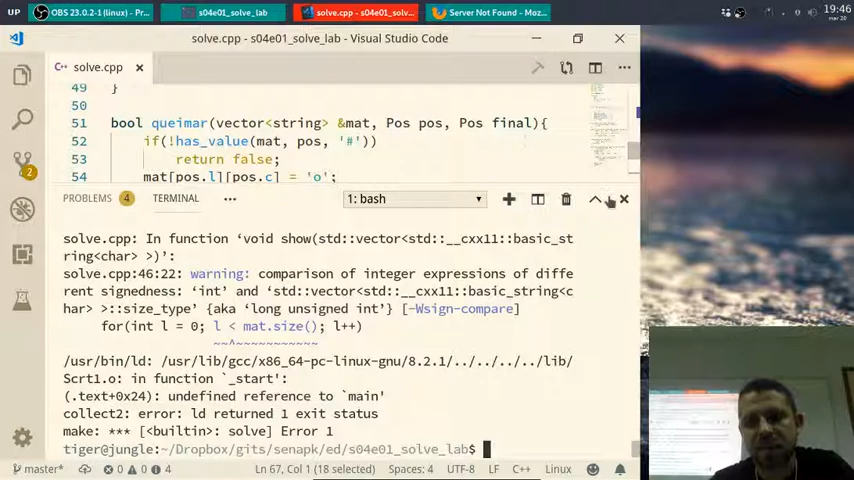 UP
OBS 23.0.2-1 (linux) - Pr...
s04e01_solve_lab
solve.cpp - s04e01_solv...
Server Not Found - Moz...
19:46
mar 20
solve.cpp - s04e01_solve_lab - Visual Studio Code
C++ solve.cpp ×
49 }
50
51 bool queimar(vector<string> &mat, Pos pos, Pos final){
52 if(!has_value(mat, pos, '#'))
53 return false;
54 mat[pos.l][pos.c] = 'o';
PROBLEMS 4 TERMINAL ... 1: bash
solve.cpp: In function ‘void show(std::vector<std::__cxx11::basic_st
ring<char> >)’:
solve.cpp:46:22: warning: comparison of integer expressions of diffe
rent signedness: ‘int’ and ‘std::vector<std::__cxx11::basic_string<c
har> >::size_type’ {aka ‘long unsigned int’} [-Wsign-compare]
for(int l = 0; l < mat.size(); l++)
~~^~~~~~~~~~~~
/usr/bin/ld: /usr/lib/gcc/x86_64-pc-linux-gnu/8.2.1/../../../../lib/
Scrt1.o: in function `_start':
(.text+0x24): undefined reference to `main'
collect2: error: ld returned 1 exit status
make: *** [<builtin>: solve] Error 1
tiger@jungle:~/Dropbox/gits/senapk/ed/s04e01_solve_lab$
2
master* 0 0 4 Ln 67, Col 1 (18 selected) Spaces: 4 UTF-8 LF C++ Linux